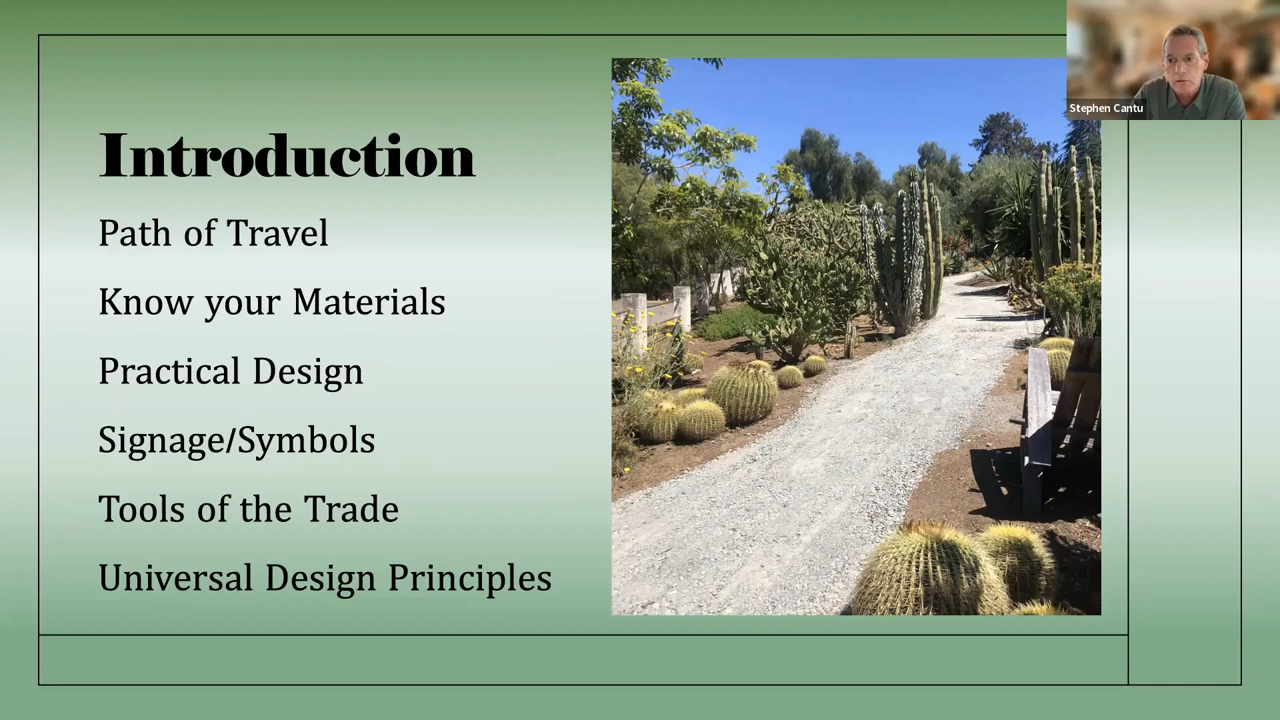 Introduction
Path of Travel
Know your Materials
Practical Design
Signage/Symbols
Tools of the Trade
Universal Design Principles
Stephen Cantu